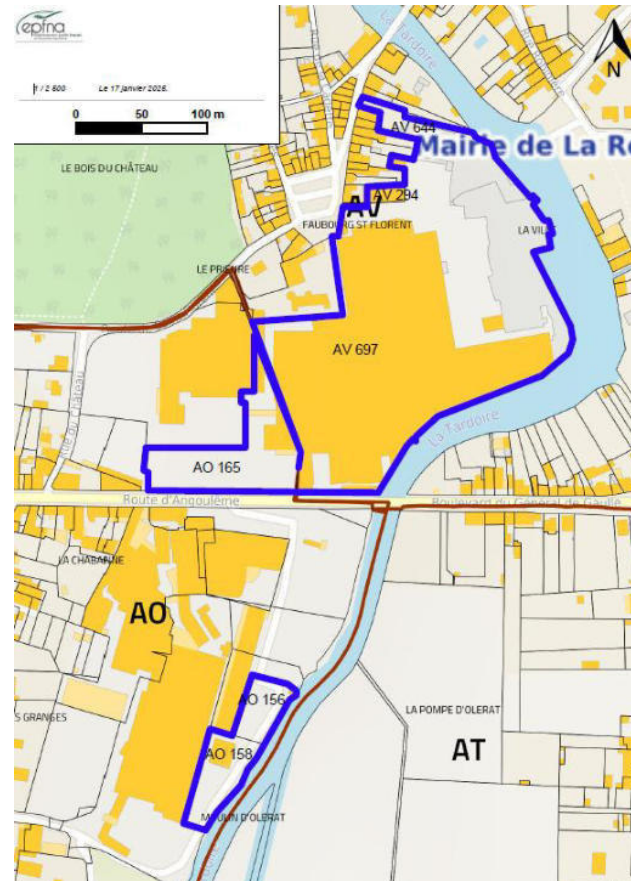 epfna
1 / 2 600
Le 17 janvier 2025.
0 50 100 m
N
La Tardoire
AV 644
Mairie de La Ro
LE BOIS DU CHÂTEAU
AV 294
AV
FAUBOURG ST FLORENT
LA VILLE
LE PRIEURE
AV 697
Rue du Château
La Tardoire
AO 165
Route d'Angoulême
Boulevard du Général de Gaulle
LA CHABANNE
AO
AO 156
LA POMPE D'OLERAT
S GRANGES
AT
AO 158
MOULIN D'OLERAT